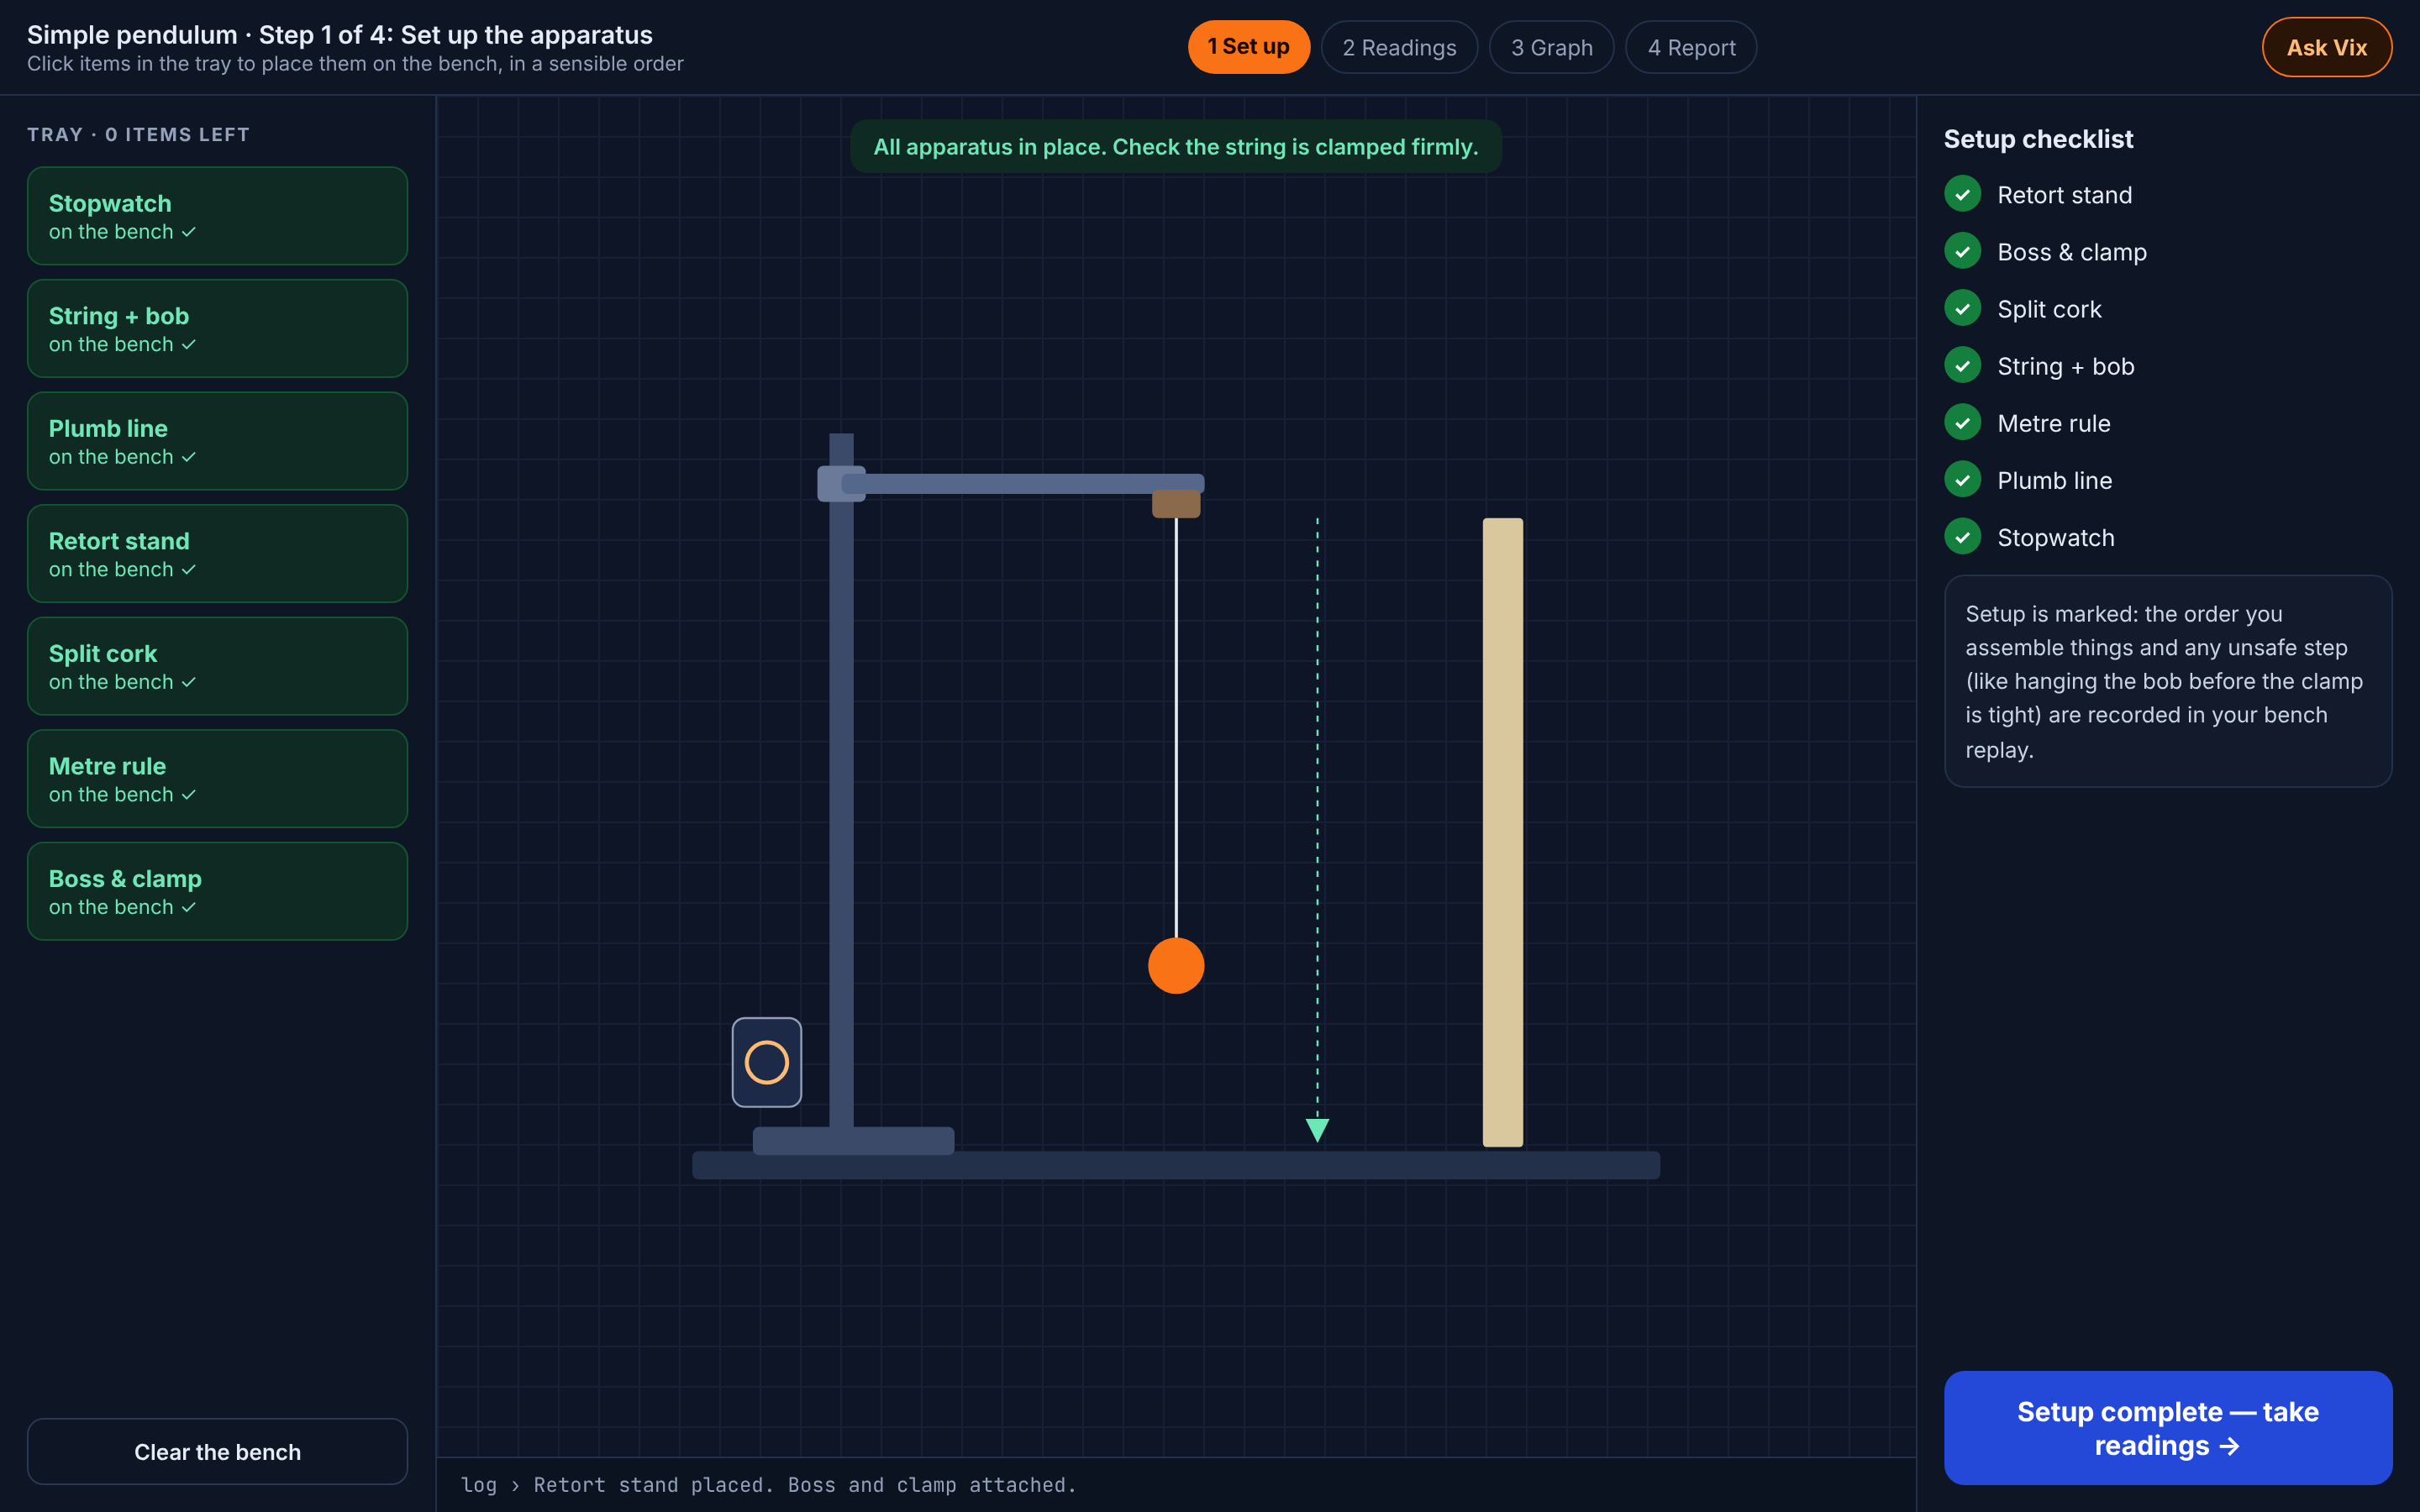 Simple pendulum · Step 1 of 4: Set up the apparatus
Click items in the tray to place them on the bench, in a sensible order
1 Set up
2 Readings
3 Graph
4 Report
Ask Vix
TRAY · 0 ITEMS LEFT
Stopwatch
on the bench ✓
String + bob
on the bench ✓
Plumb line
on the bench ✓
Retort stand
on the bench ✓
Split cork
on the bench ✓
Metre rule
on the bench ✓
Boss & clamp
on the bench ✓
Clear the bench
All apparatus in place. Check the string is clamped firmly.
log › Retort stand placed. Boss and clamp attached.
Setup checklist
✓ Retort stand
✓ Boss & clamp
✓ Split cork
✓ String + bob
✓ Metre rule
✓ Plumb line
✓ Stopwatch
Setup is marked: the order you
assemble things and any unsafe step
(like hanging the bob before the clamp
is tight) are recorded in your bench
replay.
Setup complete — take
readings →